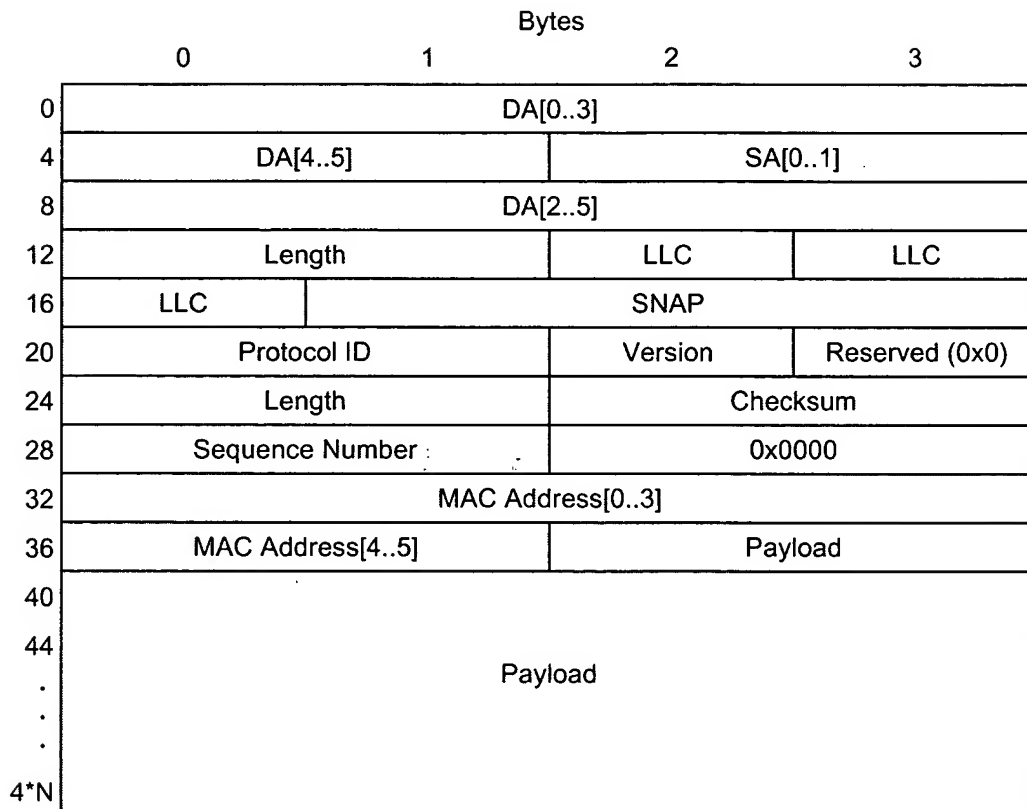 Bytes
0 1 2 3
0 DA[0..3]
4 DA[4..5] SA[0..1]
8 DA[2..5]
12 Length LLC LLC
16 LLC SNAP
20 Protocol ID Version Reserved (0x0)
24 Length Checksum
28 Sequence Number 0x0000
32 MAC Address[0..3]
36 MAC Address[4..5] Payload
40
44
Payload
.
.
.
4*N